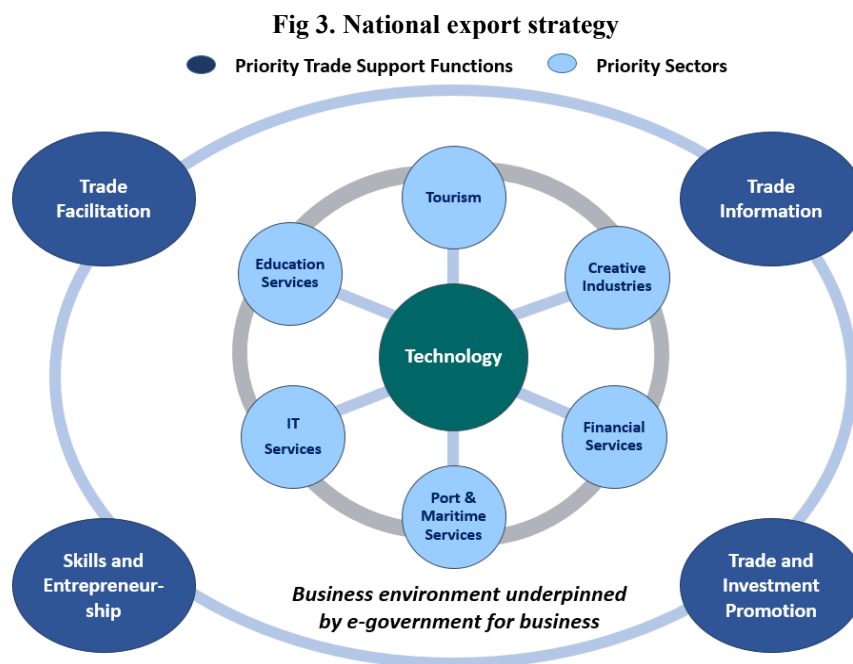 Fig 3. National export strategy
Priority Trade Support Functions
Priority Sectors
Trade
Facilitation
Trade
Information
Tourism
Education
Services
Creative
Industries
Technology
IT
Services
Financial
Services
Port &
Maritime
Services
Skills and
Entrepreneur-
ship
Trade and
Investment
Promotion
Business environment underpinned
by e-government for business